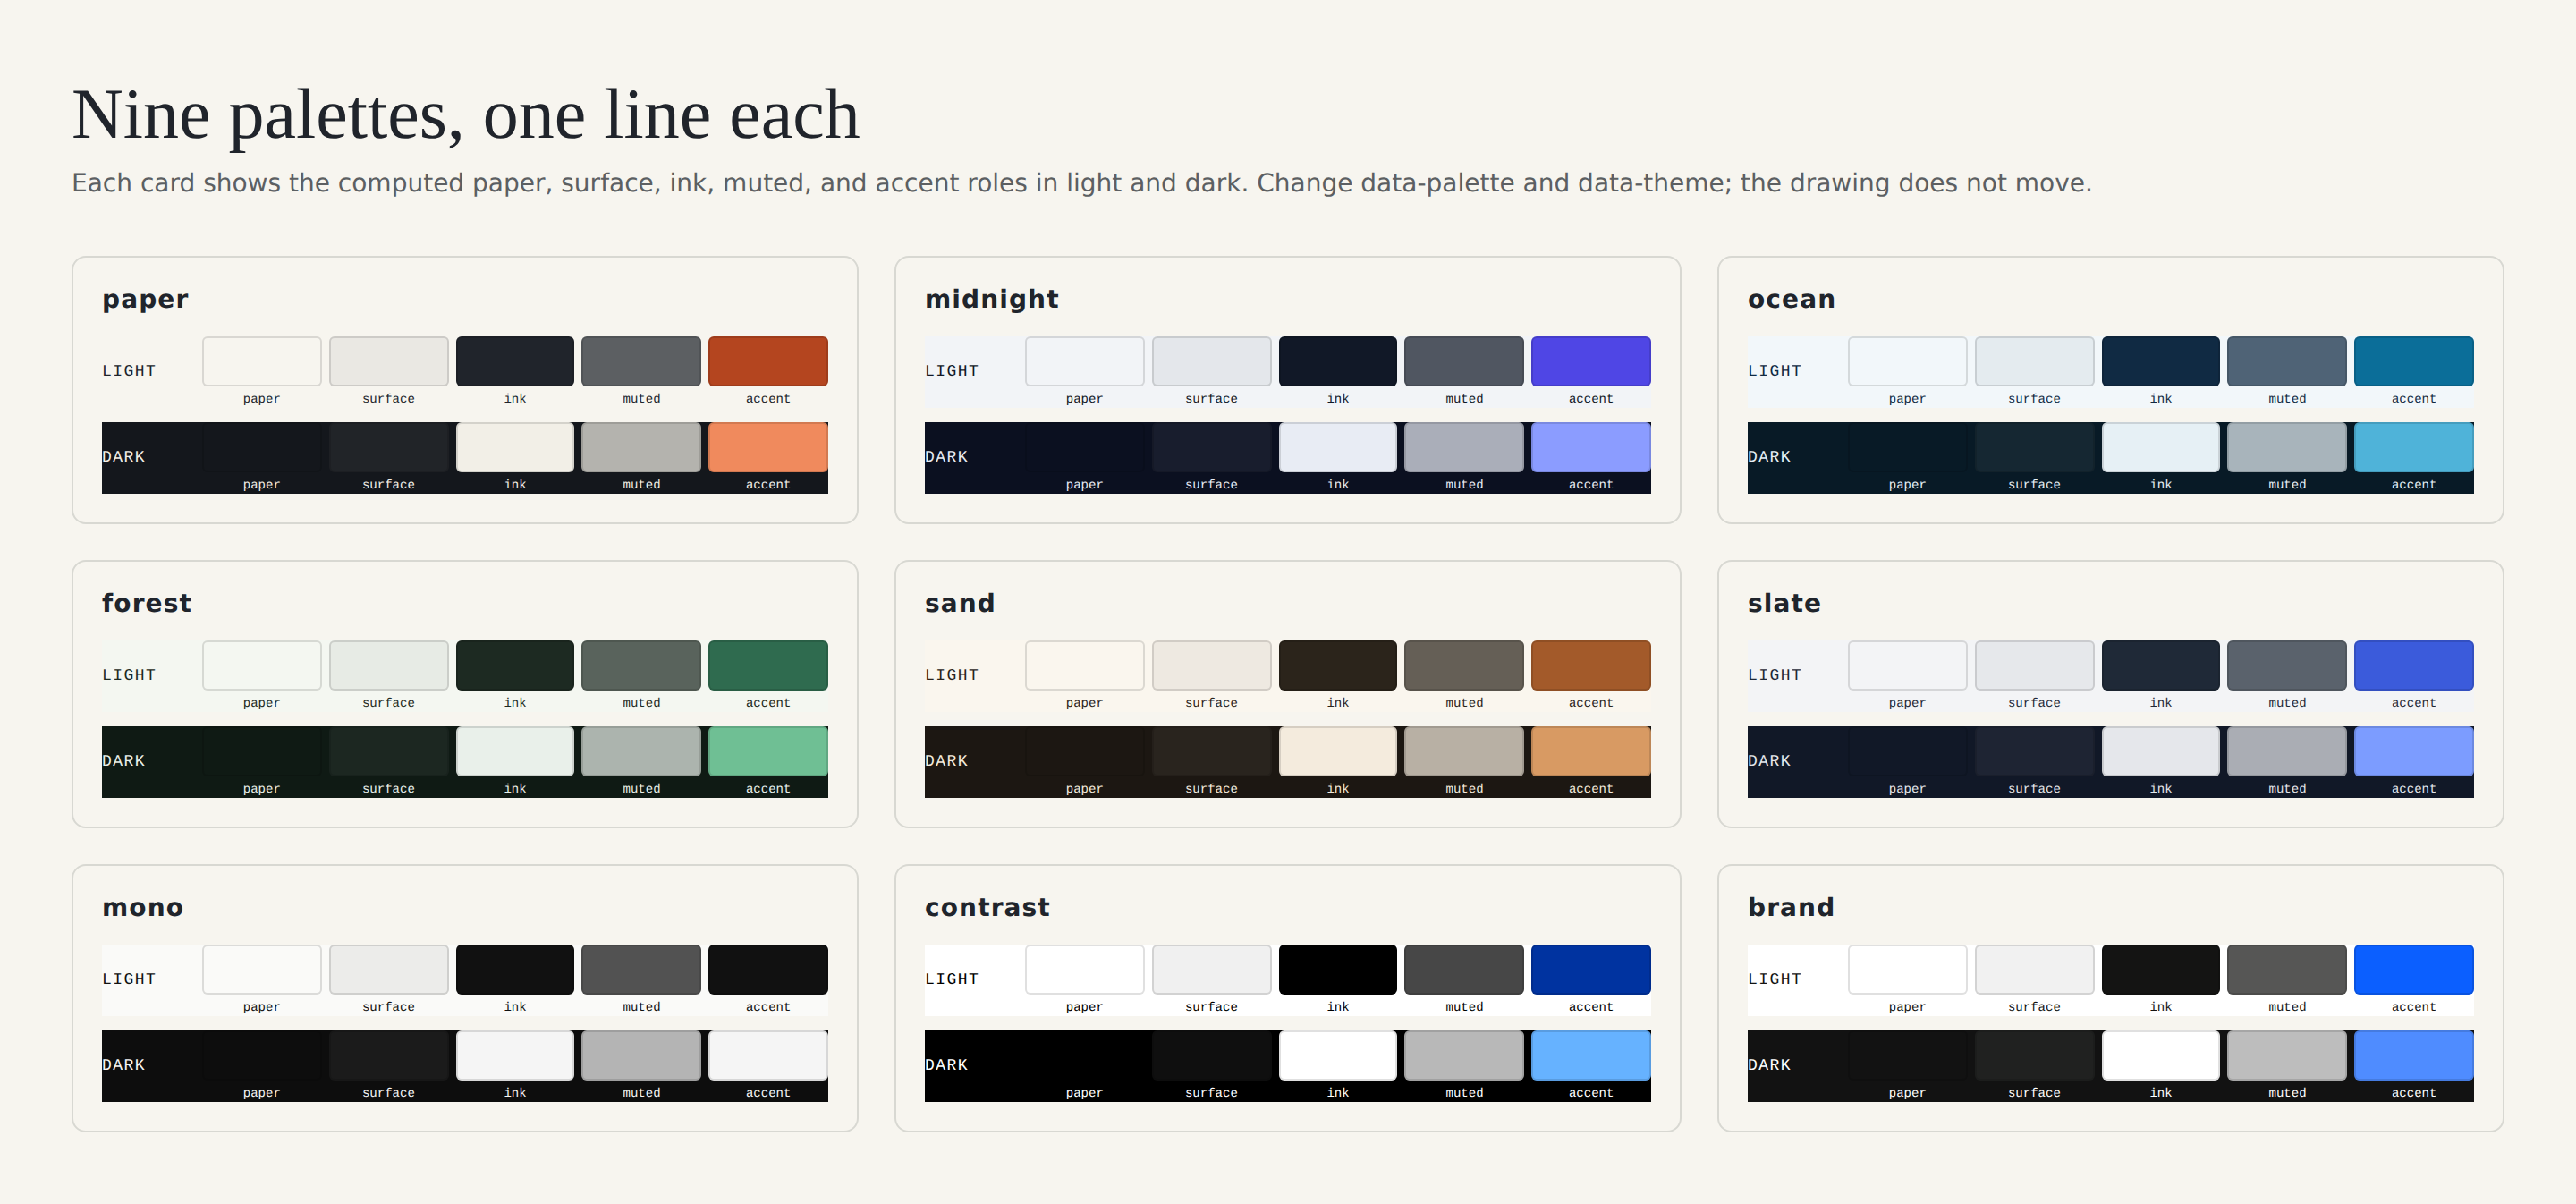 Nine palettes, one line each
Each card shows the computed paper, surface, ink, muted, and accent roles in light and dark. Change data-palette and data-theme; the drawing does not move.
paper
LIGHT
paper surface ink muted accent
DARK
paper surface ink muted accent
midnight
LIGHT
paper surface ink muted accent
DARK
paper surface ink muted accent
ocean
LIGHT
paper surface ink muted accent
DARK
paper surface ink muted accent
forest
LIGHT
paper surface ink muted accent
DARK
paper surface ink muted accent
sand
LIGHT
paper surface ink muted accent
DARK
paper surface ink muted accent
slate
LIGHT
paper surface ink muted accent
DARK
paper surface ink muted accent
mono
LIGHT
paper surface ink muted accent
DARK
paper surface ink muted accent
contrast
LIGHT
paper surface ink muted accent
DARK
paper surface ink muted accent
brand
LIGHT
paper surface ink muted accent
DARK
paper surface ink muted accent